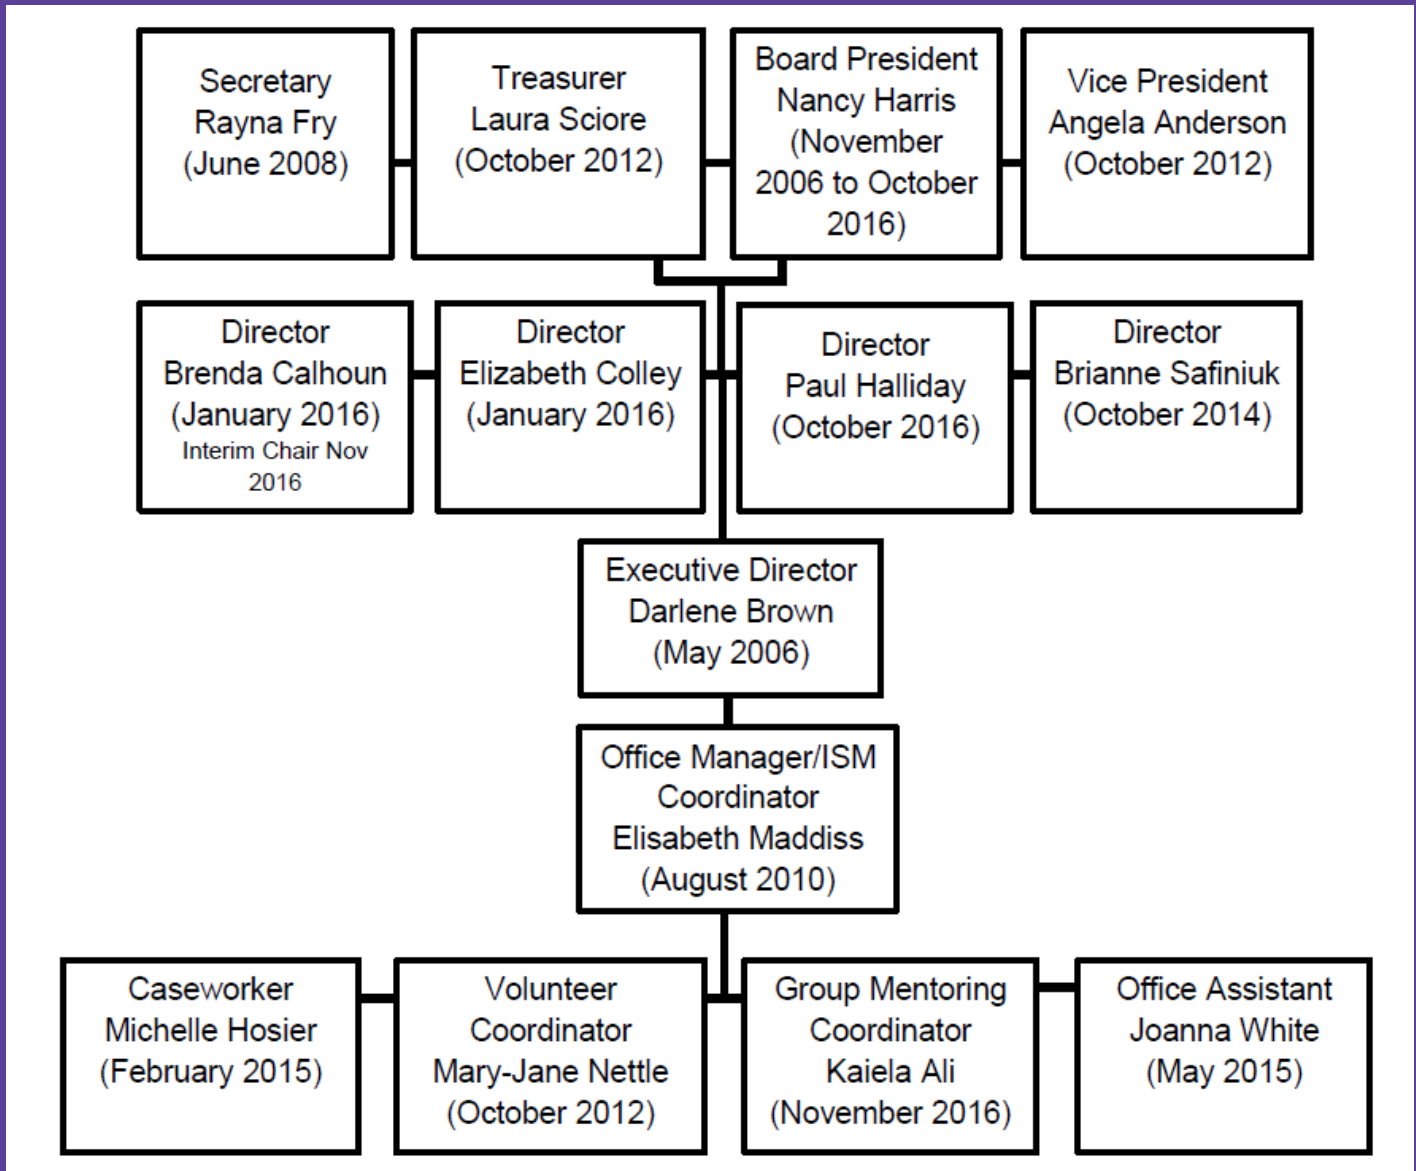 Secretary
Rayna Fry
(June 2008)
Treasurer
Laura Sciore
(October 2012)
Board President
Nancy Harris
(November
2006 to October
2016)
Vice President
Angela Anderson
(October 2012)
Director
Brenda Calhoun
(January 2016)
Interim Chair Nov
2016
Director
Elizabeth Colley
(January 2016)
Director
Paul Halliday
(October 2016)
Director
Brianne Safiniuk
(October 2014)
Executive Director
Darlene Brown
(May 2006)
Office Manager/ISM
Coordinator
Elisabeth Maddiss
(August 2010)
Caseworker
Michelle Hosier
(February 2015)
Volunteer
Coordinator
Mary-Jane Nettle
(October 2012)
Group Mentoring
Coordinator
Kaiela Ali
(November 2016)
Office Assistant
Joanna White
(May 2015)